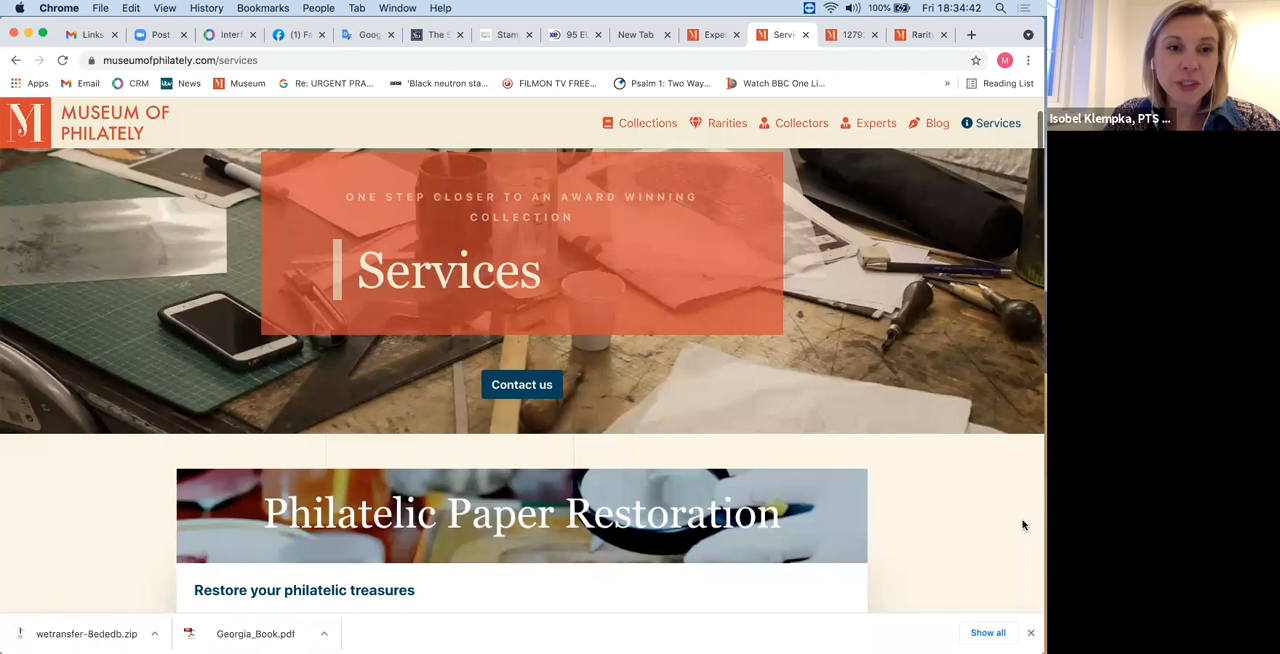 Chrome File Edit View History Bookmarks People Tab Window Help 100% Fri 18:34:42
Links Post Interf (1) Fa Goog The S Stam 95 El New Tab Expe Servi 1279 Rarit
museumofphilately.com/services M
Apps Email CRM News Museum Re: URGENT PRA... 'Black neutron sta... FILMON TV FREE... Psalm 1: Two Way... Watch BBC One Li... » Reading List
MUSEUM OF
PHILATELY
Collections Rarities Collectors Experts Blog Services
ONE STEP CLOSER TO AN AWARD WINNING
COLLECTION
Services
Contact us
Philatelic Paper Restoration
Restore your philatelic treasures
wetransfer-8ededb.zip Georgia_Book.pdf Show all
Isobel Klempka, PTS ...